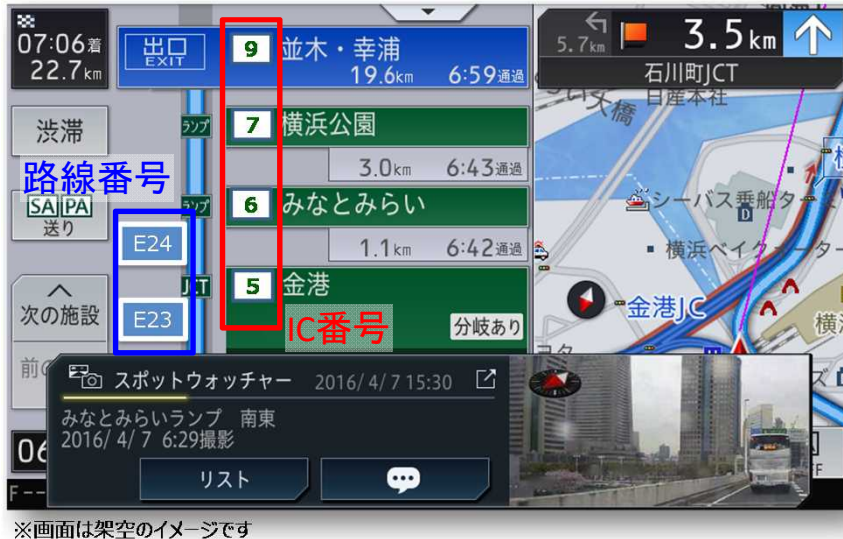 07:06着
22.7km
出口
EXIT
9 並木・幸浦
19.6km 6:59通過
5.7km
3.5km
石川町JCT
渋滞
ランプ
7 横浜公園
3.0km 6:43通過
路線番号
SA PA
送り
ランプ
6 みなとみらい
1.1km 6:42通過
E24
JCT
5 金港
分岐あり
IC番号
E23
次の施設
大橋
日産本社
シーバス乗船
D
横浜ベイクォーター
金港JC
スポットウォッチャー 2016/4/7 15:30
みなとみらいランプ 南東
2016/ 4/ 7 6:29撮影
リスト
※画面は架空のイメージです